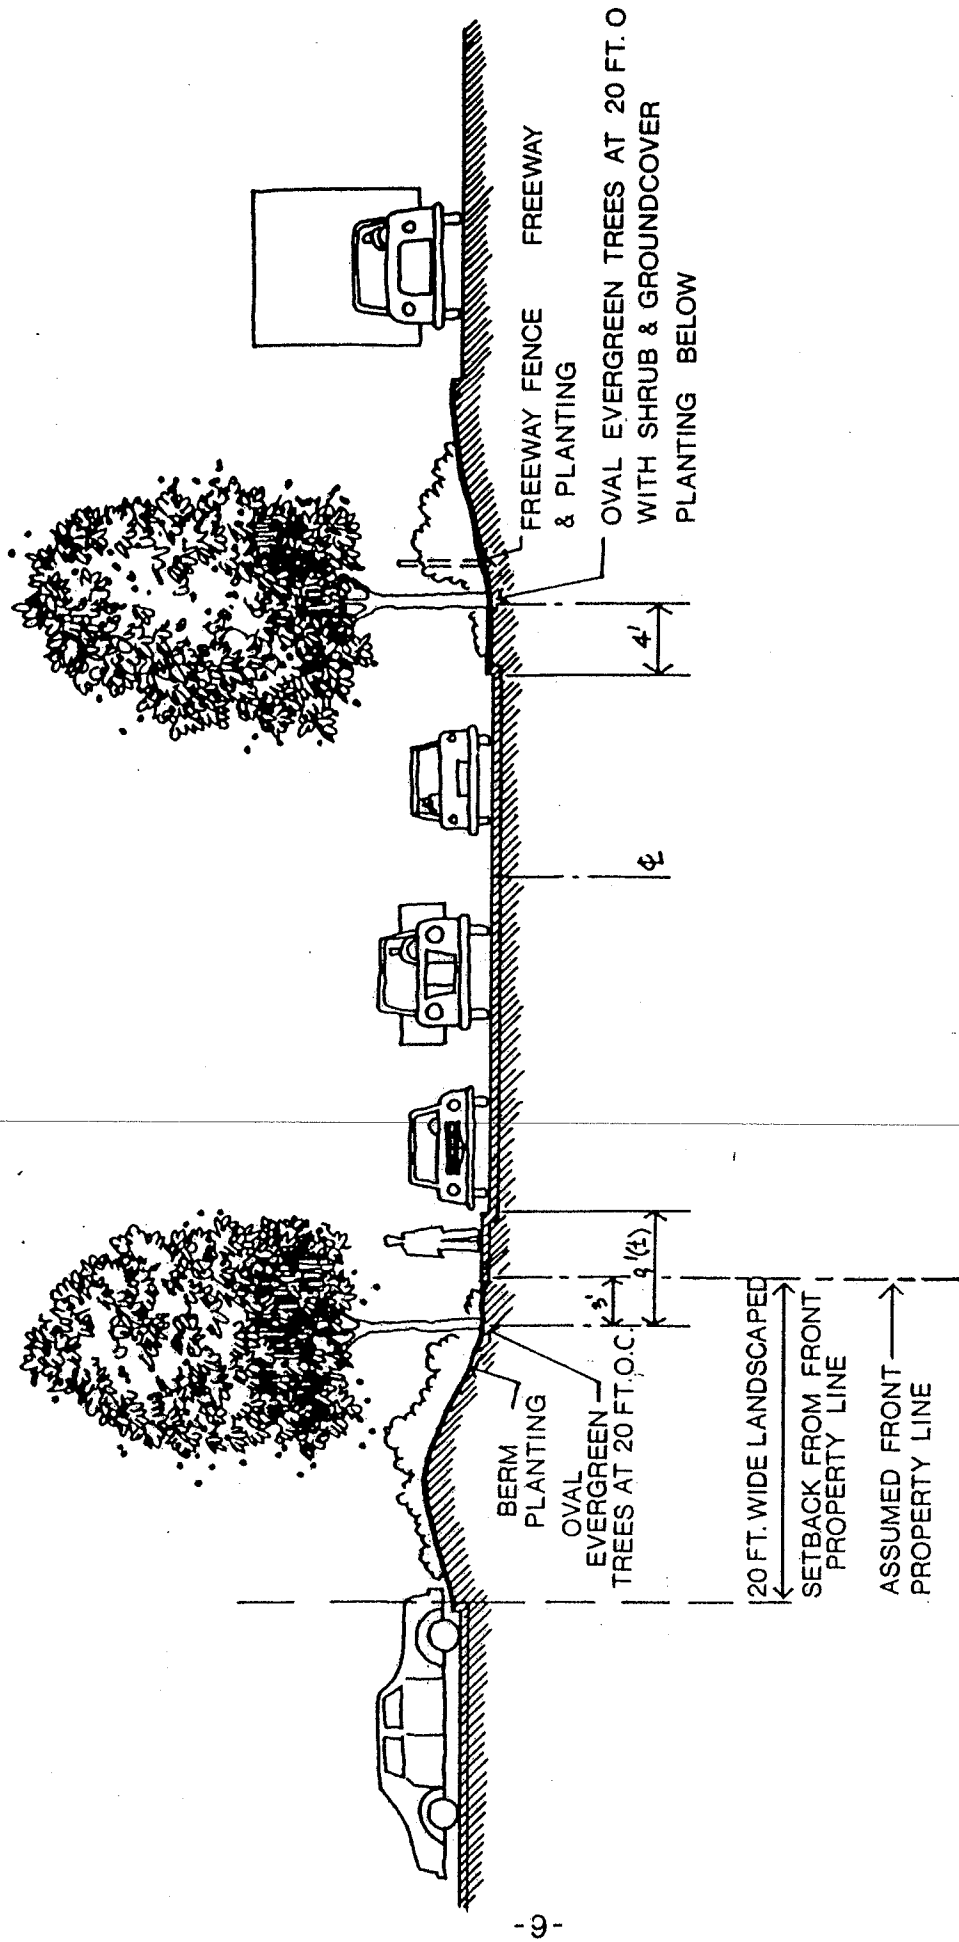 FREEWAY FENCE
& PLANTING
FREEWAY
OVAL EVERGREEN TREES AT 20 FT. O
WITH SHRUB & GROUNDCOVER
PLANTING BELOW
4'
℄
9'(±)
3'
BERM
PLANTING
OVAL
EVERGREEN
TREES AT 20 FT.O.C.
20 FT. WIDE LANDSCAPED
SETBACK FROM FRONT
PROPERTY LINE
ASSUMED FRONT
PROPERTY LINE
-9-